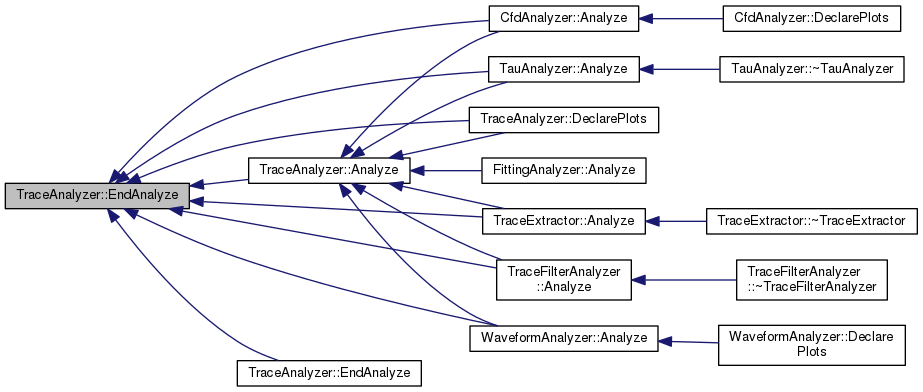 CfdAnalyzer::Analyze
CfdAnalyzer::DeclarePlots
TauAnalyzer::Analyze
TauAnalyzer::~TauAnalyzer
TraceAnalyzer::DeclarePlots
TraceAnalyzer::Analyze
FittingAnalyzer::Analyze
TraceAnalyzer::EndAnalyze
TraceExtractor::Analyze
TraceExtractor::~TraceExtractor
TraceFilterAnalyzer
::Analyze
TraceFilterAnalyzer
::~TraceFilterAnalyzer
WaveformAnalyzer::Analyze
WaveformAnalyzer::Declare
Plots
TraceAnalyzer::EndAnalyze